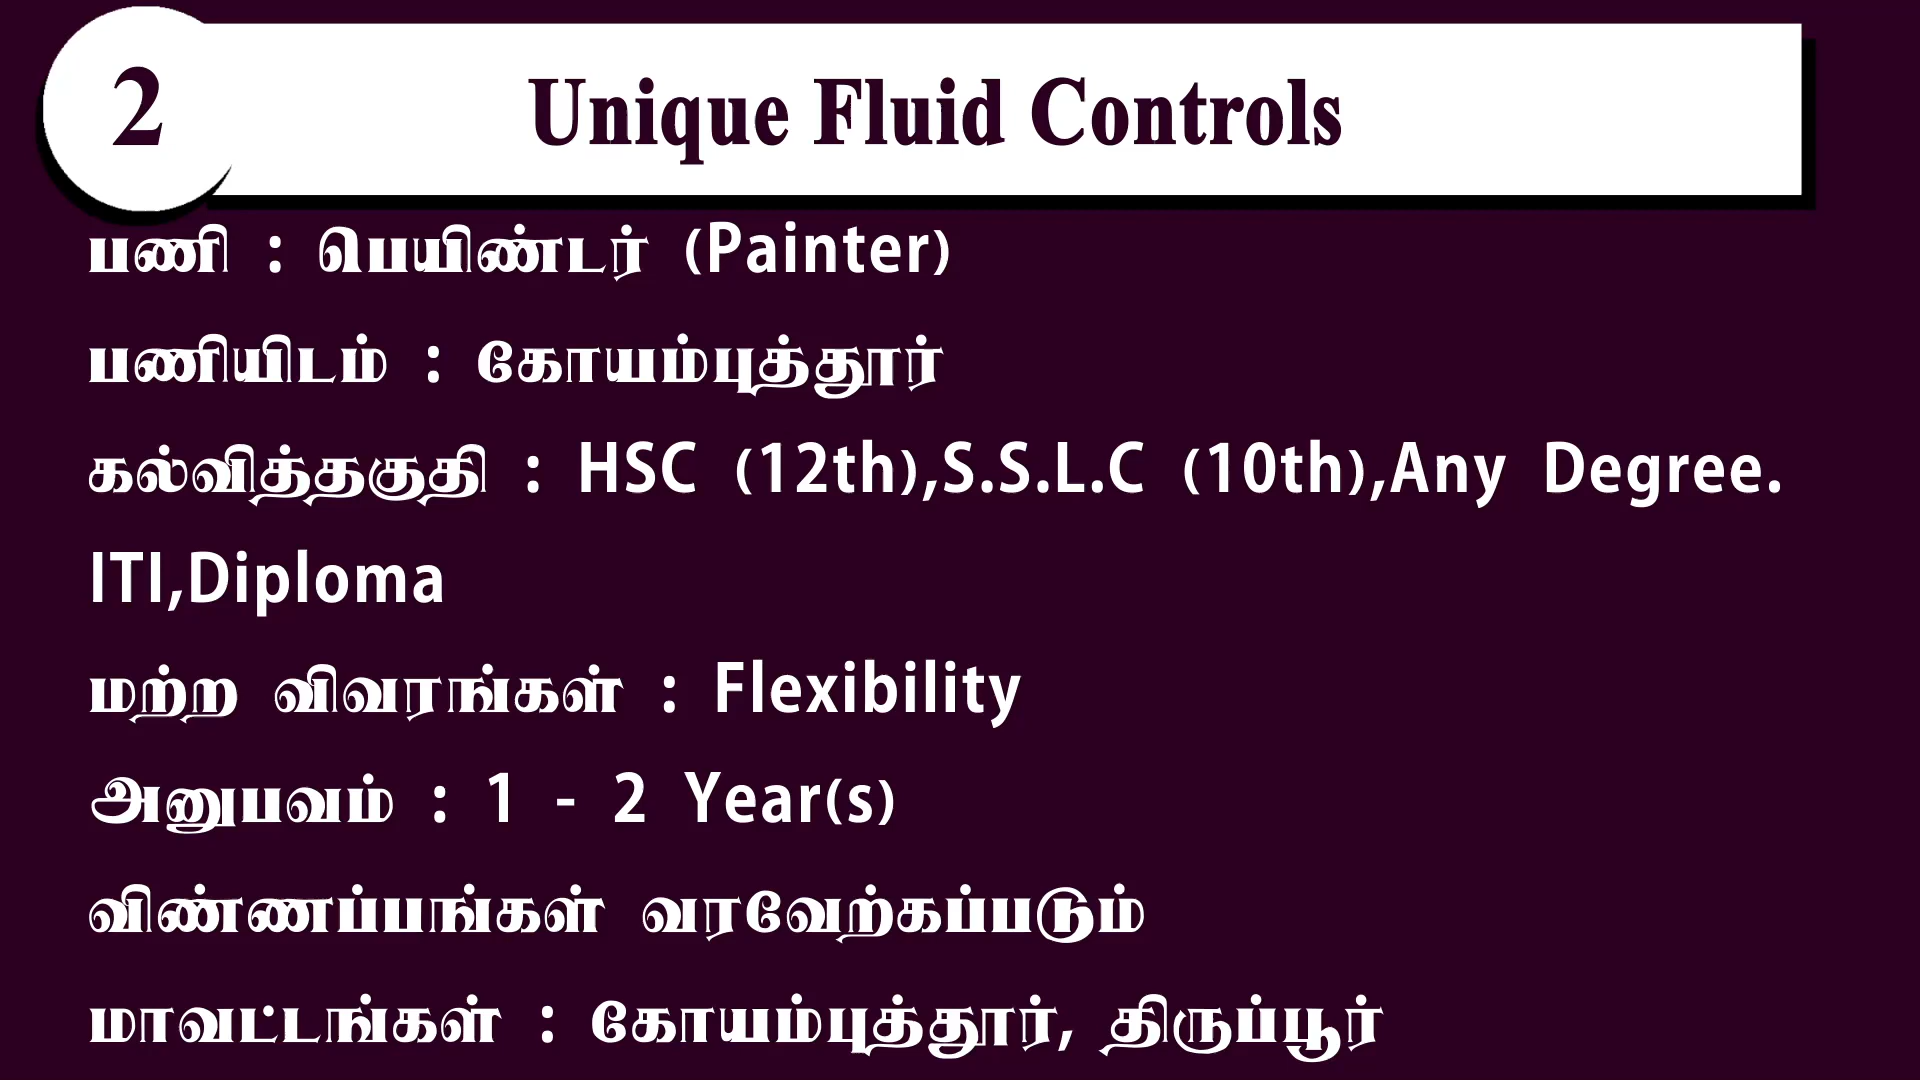 2
Unique Fluid Controls
பணி : பெயிண்டர் (Painter)
பணியிடம் : கோயம்புத்தூர்
கல்வித்தகுதி : HSC (12th),S.S.L.C (10th),Any Degree.
ITI,Diploma
மற்ற விவரங்கள் : Flexibility
அனுபவம் : 1 - 2 Year(s)
விண்ணப்பங்கள் வரவேற்கப்படும்
மாவட்டங்கள் : கோயம்புத்தூர், திருப்பூர்